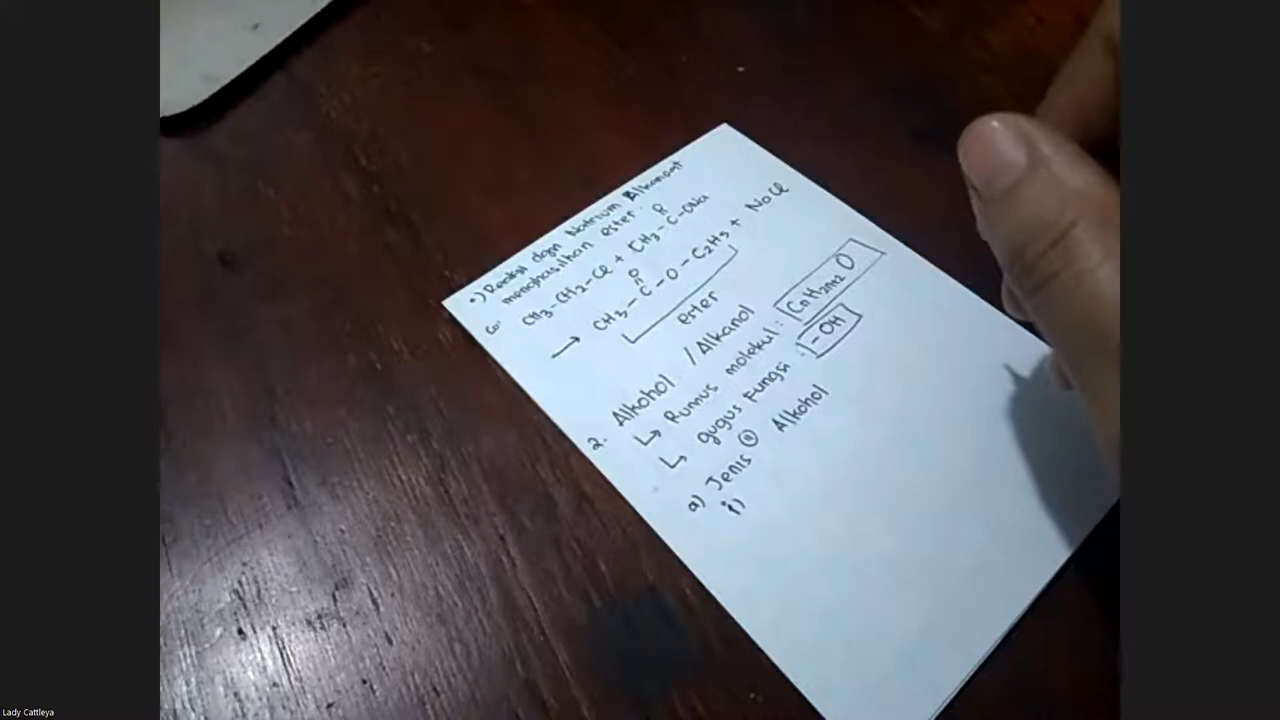 •) Reaksi dgn Natrium Alkanoat
menghasilkan ester.
Co: CH3-CH2-Cl + CH3-C-ONa
O
||
→ CH3-C-O-C2H5 + NaCl
ester
2. Alkohol / Alkanol
↳ Rumus molekul : CnH2n+2 O
↳ gugus Fungsi : -OH
a) Jenis @ Alkohol
i)
Lady Cattleya